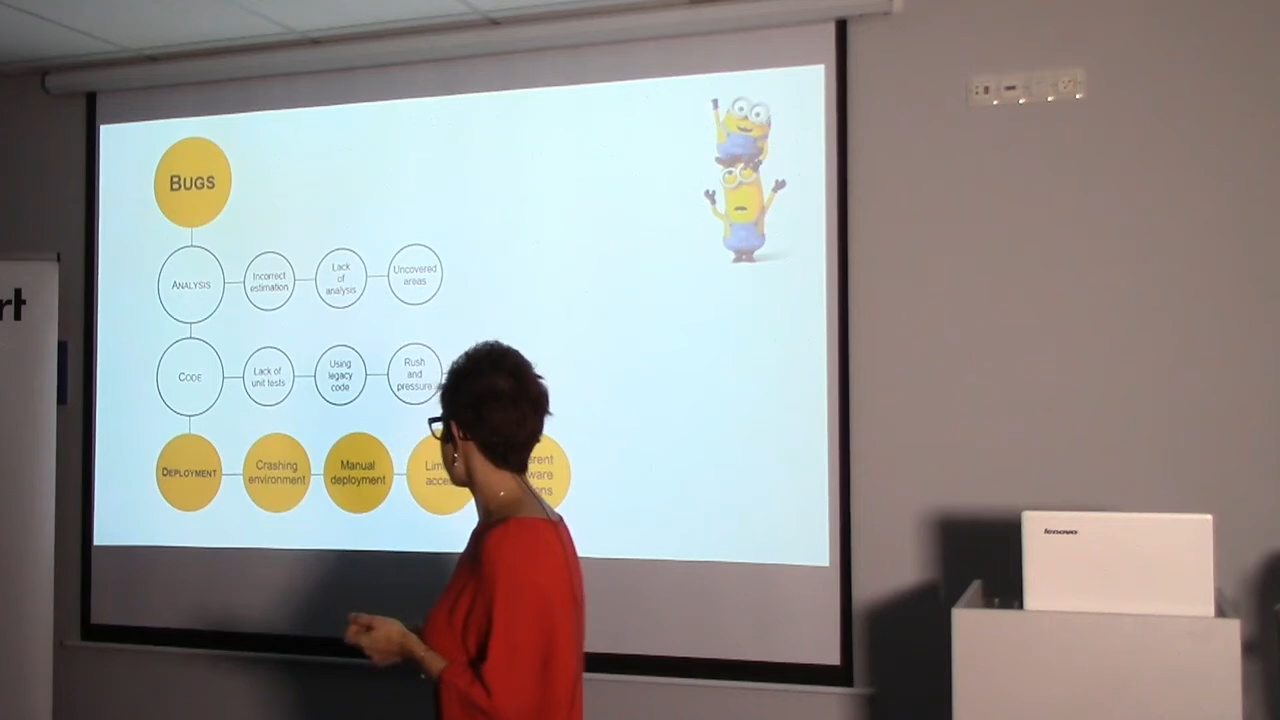 BUGS
ANALYSIS
Incorrect
estimation
Lack
of
analysis
Uncovered
areas
CODE
Lack of
unit tests
Using
legacy
code
Rush
and
pressure
DEPLOYMENT
Crashing
environment
Manual
deployment
rt
lenovo